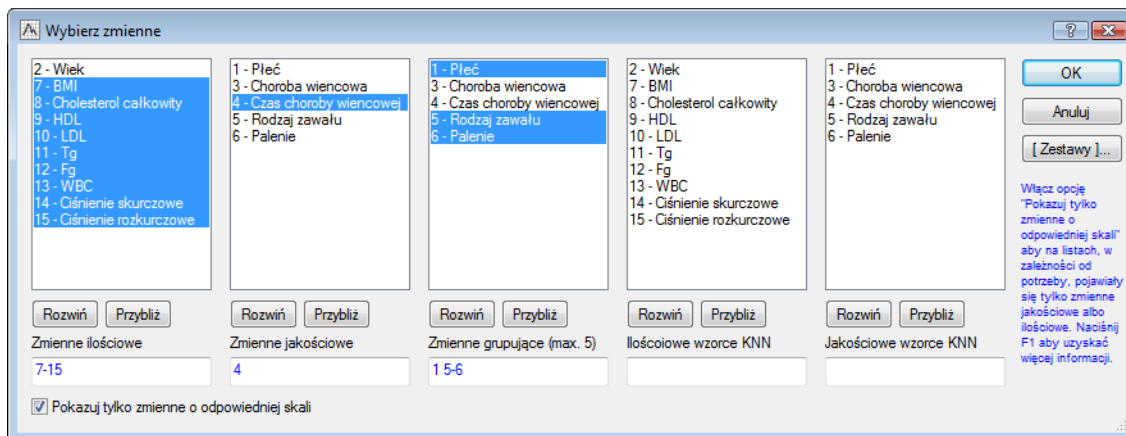 Wybierz zmienne
2 - Wiek
7 - BMI
8 - Cholesterol całkowity
9 - HDL
10 - LDL
11 - Tg
12 - Fg
13 - WBC
14 - Ciśnienie skurczowe
15 - Ciśnienie rozkurczowe
1 - Płeć
3 - Choroba wiencowa
4 - Czas choroby wiencowej
5 - Rodzaj zawału
6 - Palenie
1 - Płeć
3 - Choroba wiencowa
4 - Czas choroby wiencowej
5 - Rodzaj zawału
6 - Palenie
2 - Wiek
7 - BMI
8 - Cholesterol całkowity
9 - HDL
10 - LDL
11 - Tg
12 - Fg
13 - WBC
14 - Ciśnienie skurczowe
15 - Ciśnienie rozkurczowe
1 - Płeć
3 - Choroba wiencowa
4 - Czas choroby wiencowej
5 - Rodzaj zawału
6 - Palenie
OK
Anuluj
[ Zestawy ]...
Włącz opcję
"Pokazuj tylko
zmienne o
odpowiedniej skali"
aby na listach, w
zależności od
potrzeby, pojawiały
się tylko zmienne
jakościowe albo
ilościowe. Naciśnij
F1 aby uzyskać
więcej informacji.
Rozwiń Przybliż Rozwiń Przybliż Rozwiń Przybliż Rozwiń Przybliż Rozwiń Przybliż
Zmienne ilościowe Zmienne jakościowe Zmienne grupujące (max. 5) Ilościoiowe wzorce KNN Jakościowe wzorce KNN
7-15 4 1 5-6
Pokazuj tylko zmienne o odpowiedniej skali